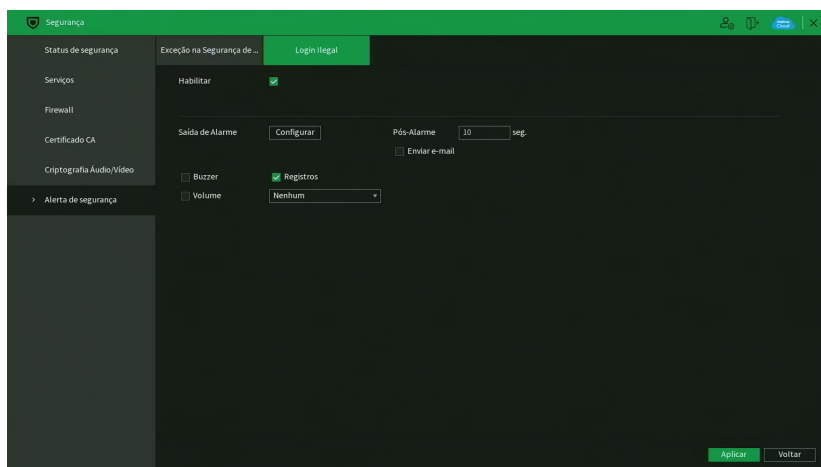 Segurança
Cloud
Status de segurança
Serviços
Firewall
Certificado CA
Criptografia Áudio/Vídeo
Alerta de segurança
Exceção na Segurança de ...
Login Ilegal
Habilitar
Saída de Alarme
Configurar
Pós-Alarme
10
seg.
Enviar e-mail
Buzzer
Registros
Volume
Nenhum
Aplicar
Voltar